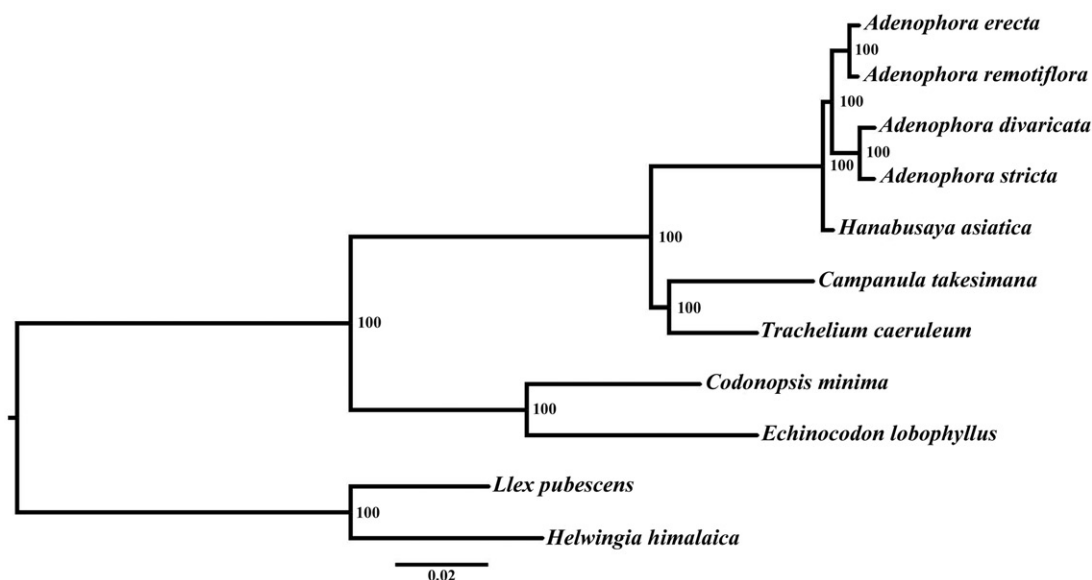 Adenophora erecta
100
Adenophora remotiflora
100
Adenophora divaricata
100
100
Adenophora stricta
Hanabusaya asiatica
100
Campanula takesimana
100
Trachelium caeruleum
100
Codonopsis minima
100
Echinocodon lobophyllus
Llex pubescens
100
Helwingia himalaica
0.02